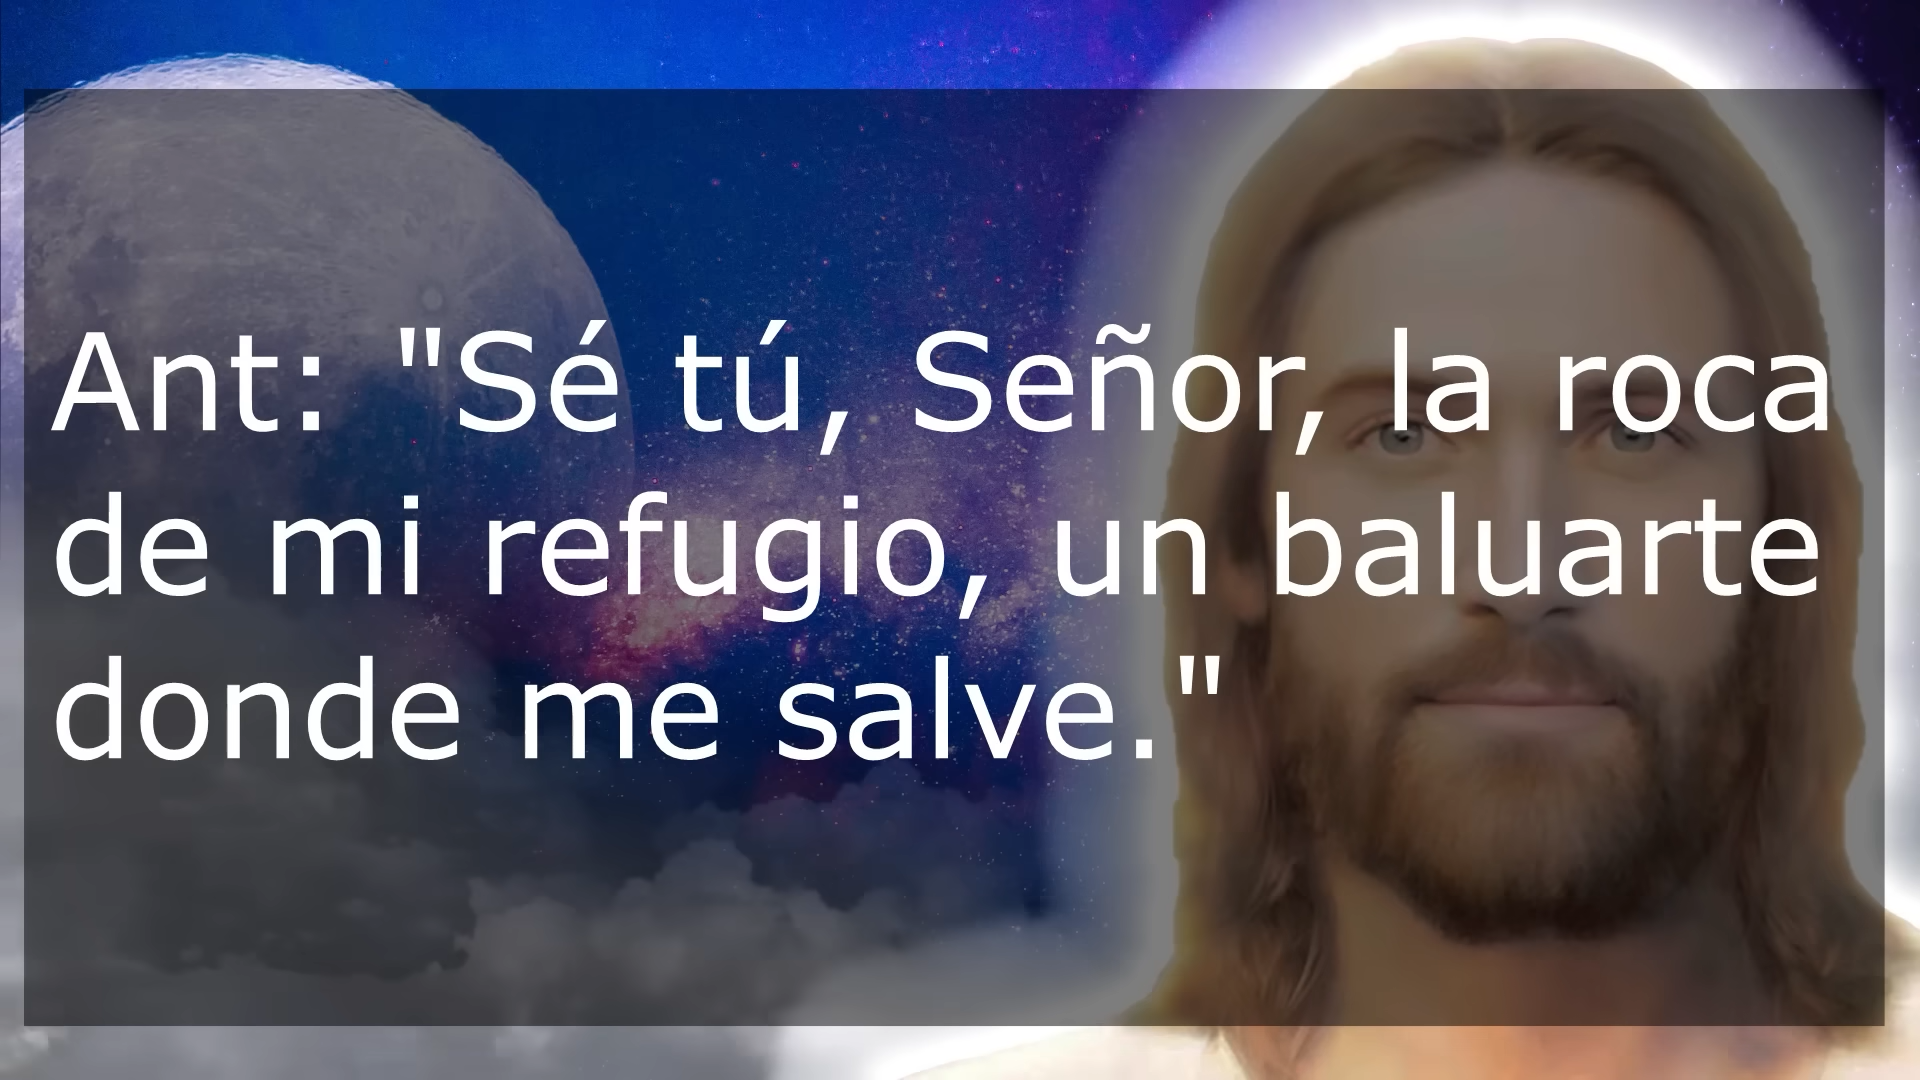 Ant: "Sé tú, Señor, la roca
de mi refugio, un baluarte
donde me salve."